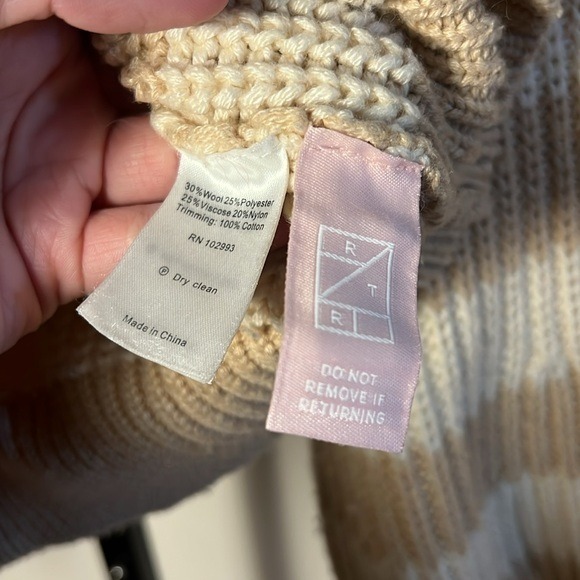 30% Wool 25% Polyester
25% Viscose 20% Nylon
Trimming: 100% Cotton
RN 102993
P Dry clean
Made in China
R
T
R
DO NOT
REMOVE IF
RETURNING